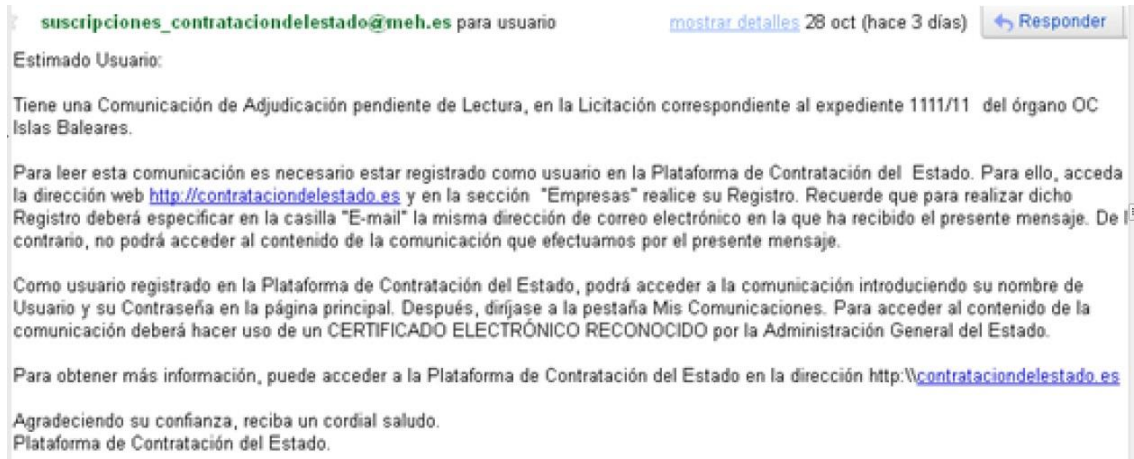 suscripciones_contrataciondelestado@meh.es para usuario mostrar detalles 28 oct (hace 3 días) Responder
Estimado Usuario:
Tiene una Comunicación de Adjudicación pendiente de Lectura, en la Licitación correspondiente al expediente 1111/11 del órgano OC
Islas Baleares.
Para leer esta comunicación es necesario estar registrado como usuario en la Plataforma de Contratación del Estado. Para ello, acceda
la dirección web http://contrataciondelestado.es y en la sección "Empresas" realice su Registro. Recuerde que para realizar dicho
Registro deberá especificar en la casilla "E-mail" la misma dirección de correo electrónico en la que ha recibido el presente mensaje. De l
contrario, no podrá acceder al contenido de la comunicación que efectuamos por el presente mensaje.
Como usuario registrado en la Plataforma de Contratación del Estado, podrá acceder a la comunicación introduciendo su nombre de
Usuario y su Contraseña en la página principal. Después, diríjase a la pestaña Mis Comunicaciones. Para acceder al contenido de la
comunicación deberá hacer uso de un CERTIFICADO ELECTRÓNICO RECONOCIDO por la Administración General del Estado.
Para obtener más información, puede acceder a la Plataforma de Contratación del Estado en la dirección http:\\contrataciondelestado.es
Agradeciendo su confianza, reciba un cordial saludo.
Plataforma de Contratación del Estado.